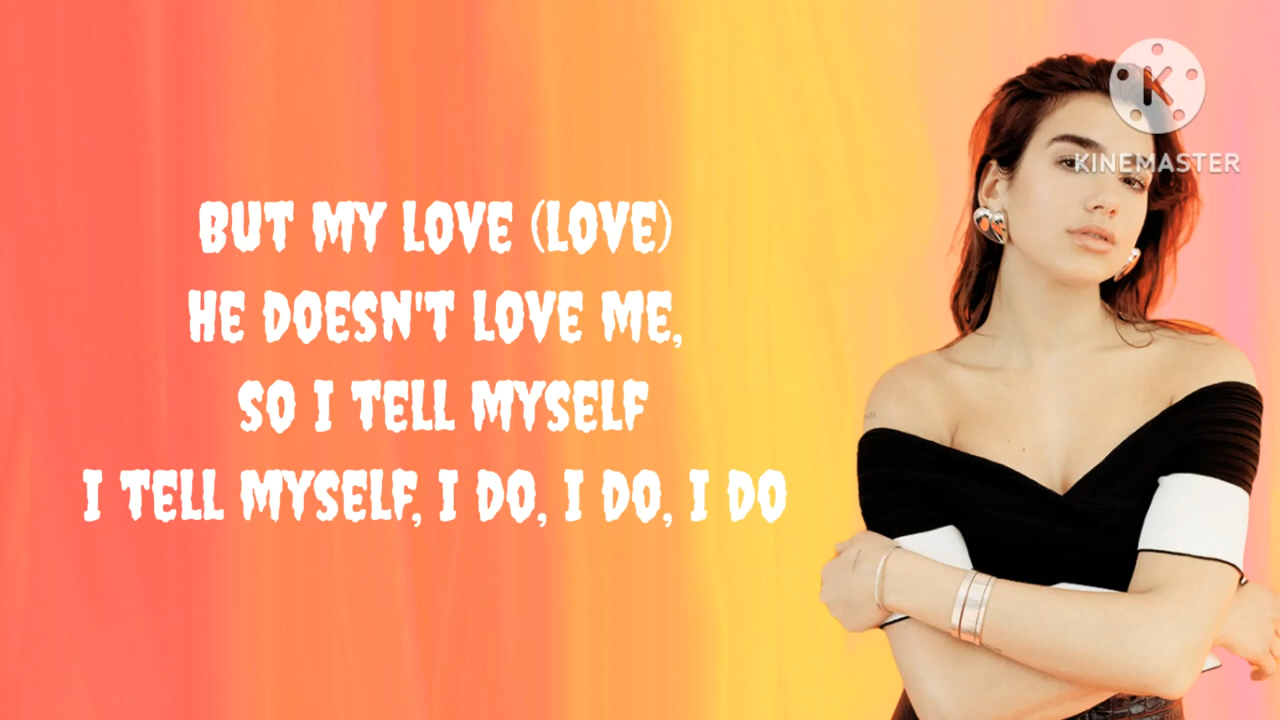 BUT MY LOVE (LOVE)
HE DOESN'T LOVE ME,
SO I TELL MYSELF
I TELL MYSELF, I DO, I DO, I DO
K
KINEMASTER